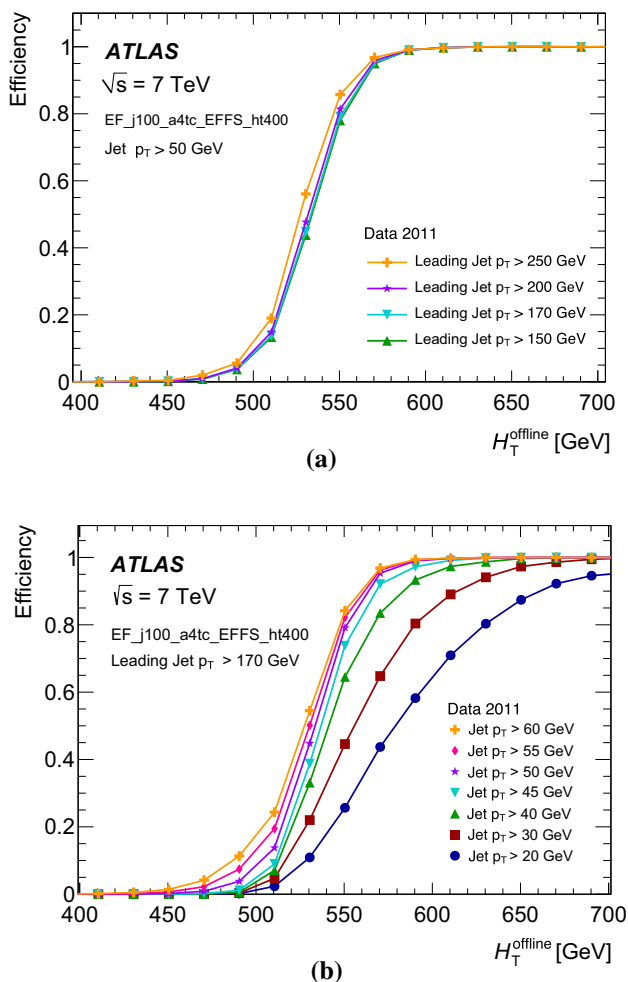 Efficiency
1
0.8
0.6
0.4
0.2
0
ATLAS
√s = 7 TeV
EF_j100_a4tc_EFFS_ht400
Jet p_T > 50 GeV
Data 2011
Leading Jet p_T > 250 GeV
Leading Jet p_T > 200 GeV
Leading Jet p_T > 170 GeV
Leading Jet p_T > 150 GeV
400 450 500 550 600 650 700
H_T^offline [GeV]
(a)
Efficiency
1
0.8
0.6
0.4
0.2
0
ATLAS
√s = 7 TeV
EF_j100_a4tc_EFFS_ht400
Leading Jet p_T > 170 GeV
Data 2011
Jet p_T > 60 GeV
Jet p_T > 55 GeV
Jet p_T > 50 GeV
Jet p_T > 45 GeV
Jet p_T > 40 GeV
Jet p_T > 30 GeV
Jet p_T > 20 GeV
400 450 500 550 600 650 700
H_T^offline [GeV]
(b)